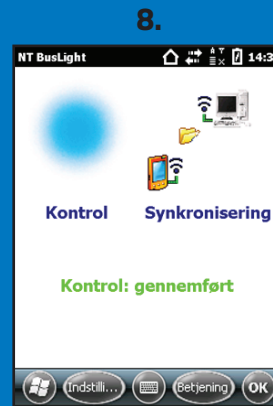 8.
NT BusLight 14:3
Kontrol Synkronisering
Kontrol: gennemført
Indstilli... Betjening OK